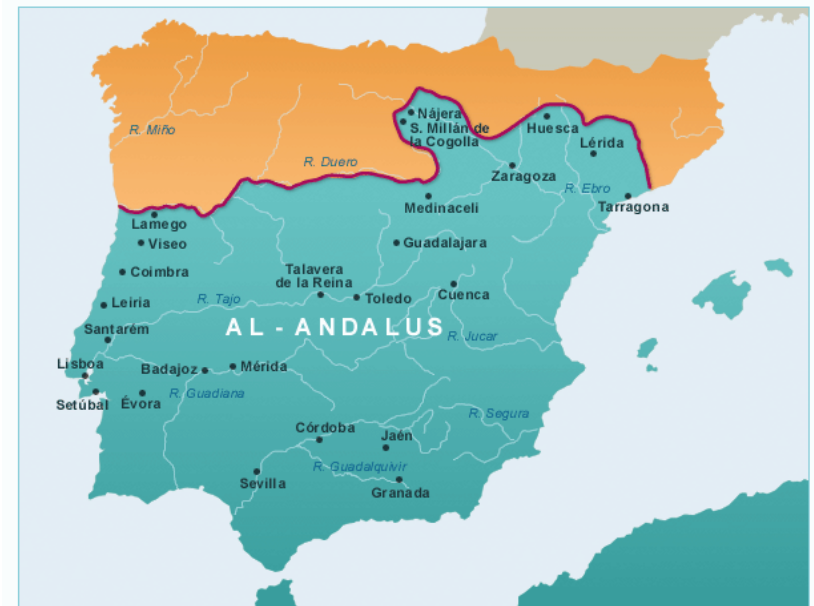 Nájera
R. Miño
S. Millán de
la Cogolla
Huesca
Lérida
R. Duero
Zaragoza
R. Ebro
Medinaceli
Tarragona
Lamego
Viseo
Guadalajara
Coimbra
Talavera
de la Reina
Leiria
R. Tajo
Toledo
Cuenca
Santarém
AL - ANDALUS
R. Jucar
Lisboa
Badajoz
Mérida
R. Guadiana
Setúbal
Évora
R. Segura
Córdoba
Jaén
R. Guadalquivir
Sevilla
Granada